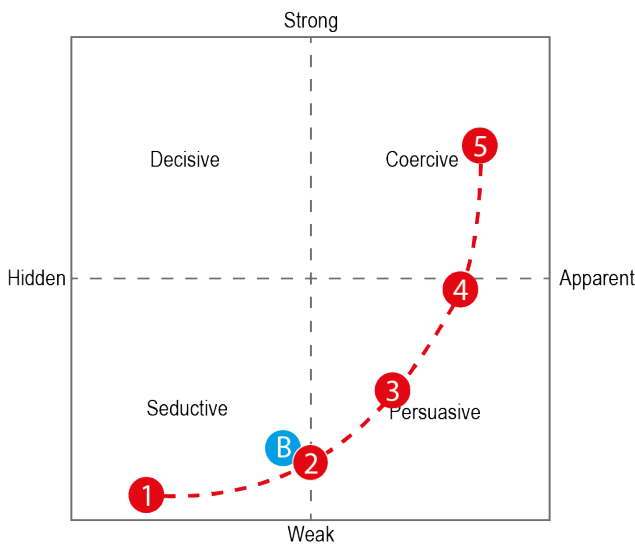 Strong
Decisive
Coercive
5
Hidden
Apparent
4
3
Seductive
Persuasive
B
2
1
Weak